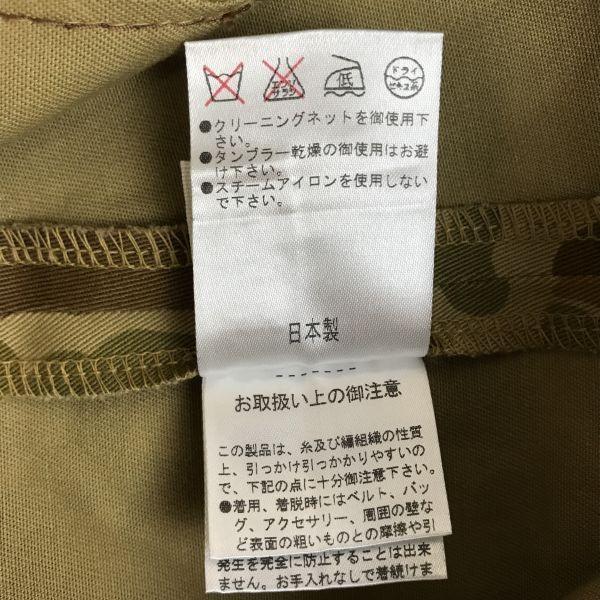 エンソ
サラシ
低
ドライ
セキユ系
●クリーニングネットを御使用下
さい。
●タンブラー乾燥の御使用はお避
け下さい。
●スチームアイロンを使用しない
で下さい。
日本製
お取扱い上の御注意
この製品は、糸及び編組織の性質
上、引っかけ引っかかりやすいの
で、下記の点に十分御注意下さい。
●着用、着脱時にはベルト、バッ
グ、アクセサリー、周囲の壁な
ど表面の粗いものとの摩擦や引
発生を完全に防止することは出来
ません。お手入れなしで着続けま